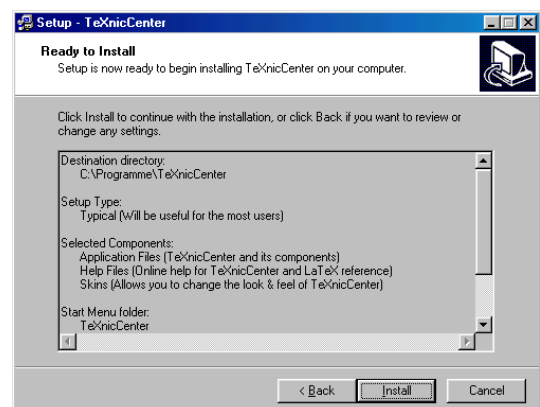 Setup - TeXnicCenter
Ready to Install
Setup is now ready to begin installing TeXnicCenter on your computer.
Click Install to continue with the installation, or click Back if you want to review or
change any settings.
Destination directory:
C:\Programme\TeXnicCenter
Setup Type:
Typical (Will be useful for the most users)
Selected Components:
Application Files (TeXnicCenter and its components)
Help Files (Online help for TeXnicCenter and LaTeX reference)
Skins (Allows you to change the look & feel of TeXnicCenter)
Start Menu folder:
TeXnicCenter
< Back Install Cancel